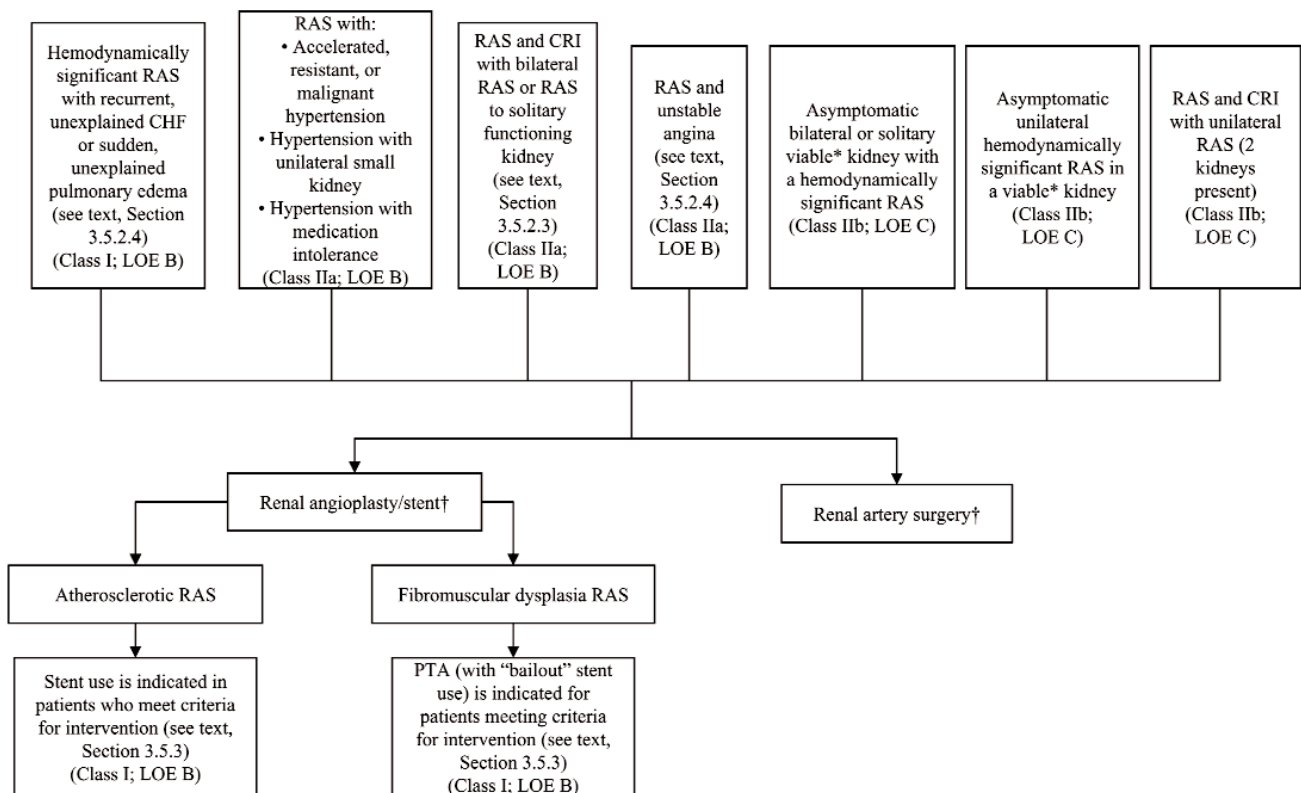 Hemodynamically
significant RAS
with recurrent,
unexplained CHF
or sudden,
unexplained
pulmonary edema
(see text, Section
3.5.2.4)
(Class I; LOE B)
RAS with:
• Accelerated,
resistant, or
malignant
hypertension
• Hypertension with
unilateral small
kidney
• Hypertension with
medication
intolerance
(Class IIa; LOE B)
RAS and CRI
with bilateral
RAS or RAS
to solitary
functioning
kidney
(see text,
Section
3.5.2.3)
(Class IIa;
LOE B)
RAS and
unstable
angina
(see text,
Section
3.5.2.4)
(Class IIa;
LOE B)
Asymptomatic
bilateral or solitary
viable* kidney with
a hemodynamically
significant RAS
(Class IIb; LOE C)
Asymptomatic
unilateral
hemodynamically
significant RAS in
a viable* kidney
(Class IIb;
LOE C)
RAS and CRI
with unilateral
RAS (2
kidneys
present)
(Class IIb;
LOE C)
Renal angioplasty/stent†
Renal artery surgery†
Atherosclerotic RAS
Fibromuscular dysplasia RAS
Stent use is indicated in
patients who meet criteria
for intervention (see text,
Section 3.5.3)
(Class I; LOE B)
PTA (with “bailout” stent
use) is indicated for
patients meeting criteria
for intervention (see text,
Section 3.5.3)
(Class I; LOE B)